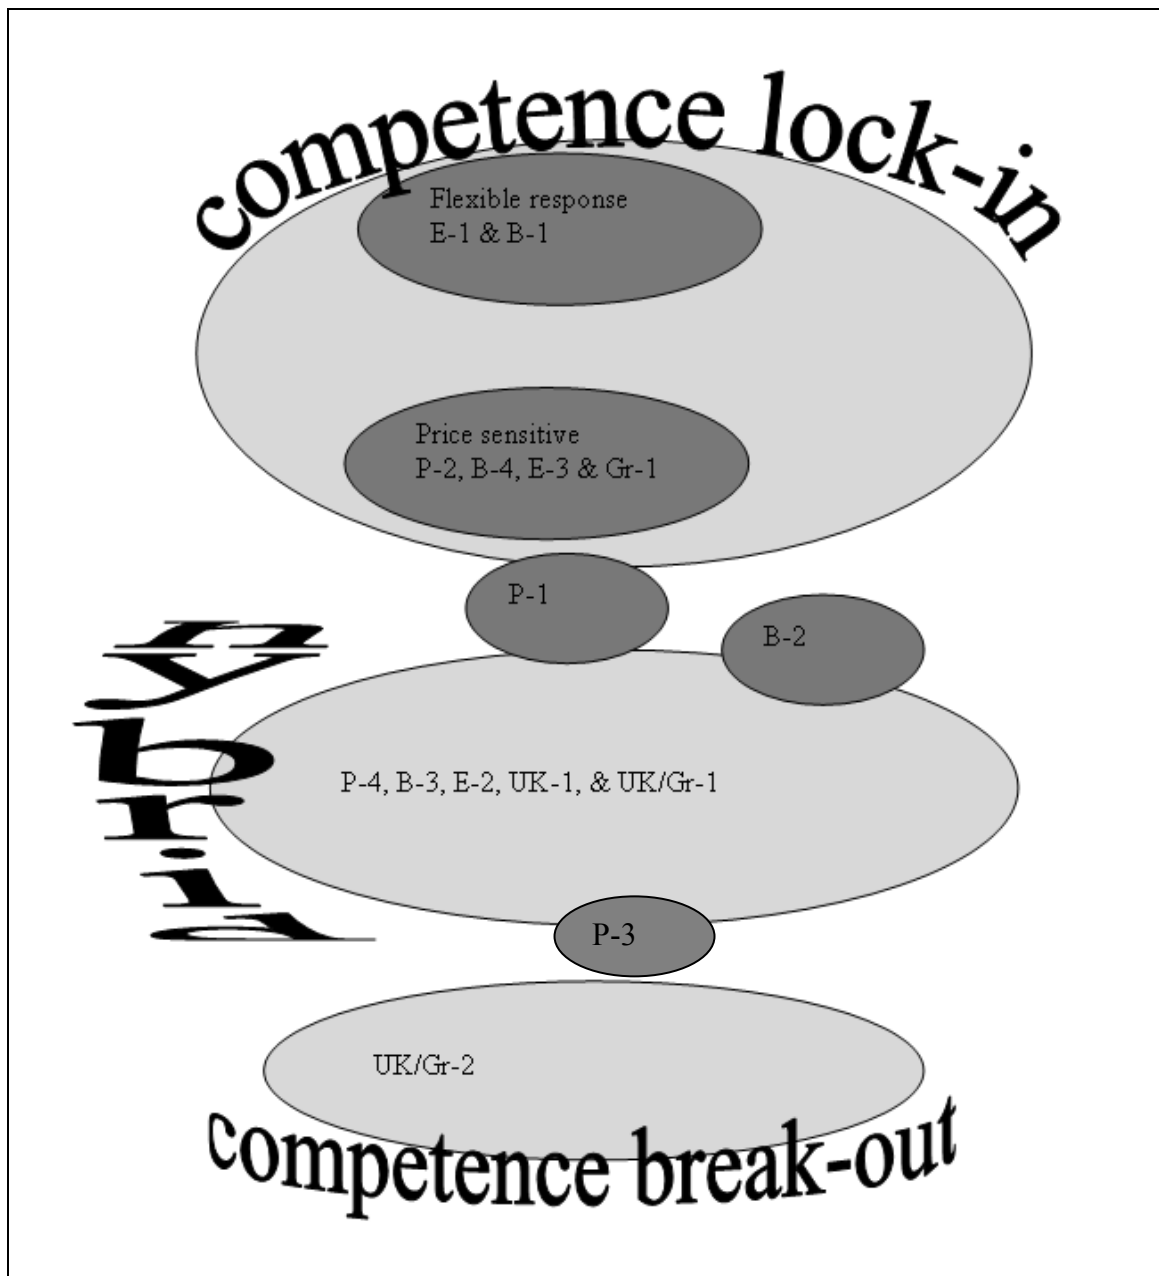 competence lock-in
Flexible response
E-1 & B-1
Price sensitive
P-2, B-4, E-3 & Gr-1
P-1
B-2
hybrid
P-4, B-3, E-2, UK-1, & UK/Gr-1
P-3
UK/Gr-2
competence break-out